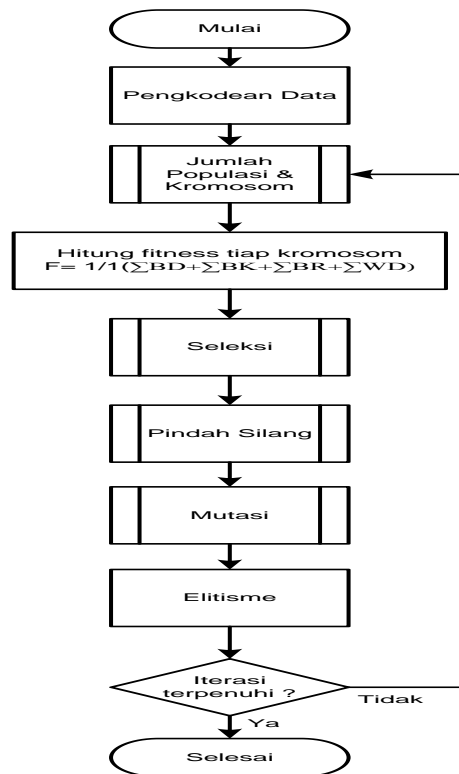 Mulai
Pengkodean Data
Jumlah
Populasi &
Kromosom
Hitung fitness tiap kromosom
F= 1/1(∑BD+∑BK+∑BR+∑WD)
Seleksi
Pindah Silang
Mutasi
Elitisme
Iterasi
terpenuhi ?
Tidak
Ya
Selesai